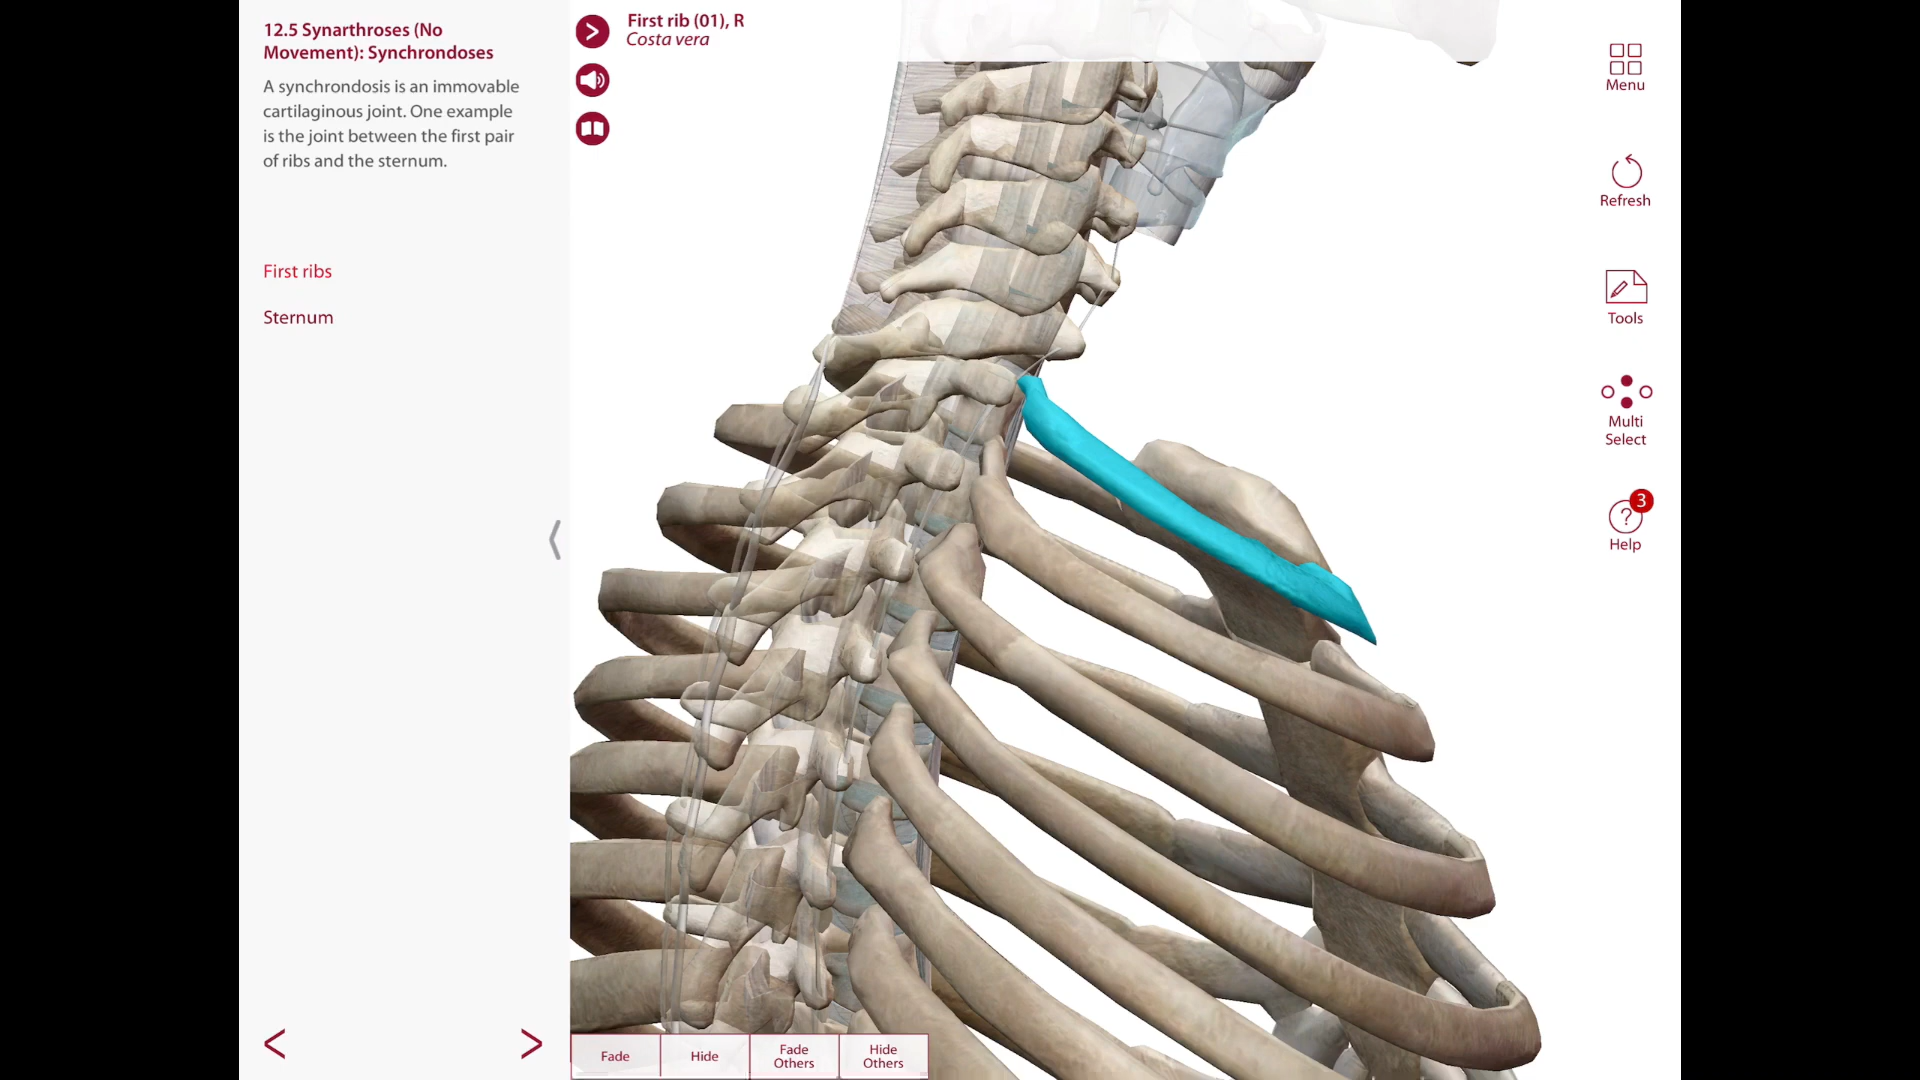 12.5 Synarthroses (No
Movement): Synchrondoses
A synchrondosis is an immovable
cartilaginous joint. One example
is the joint between the first pair
of ribs and the sternum.
First ribs
Sternum
First rib (01), R
Costa vera
Menu
Refresh
Tools
Multi
Select
3
Help
Fade
Hide
Fade
Others
Hide
Others